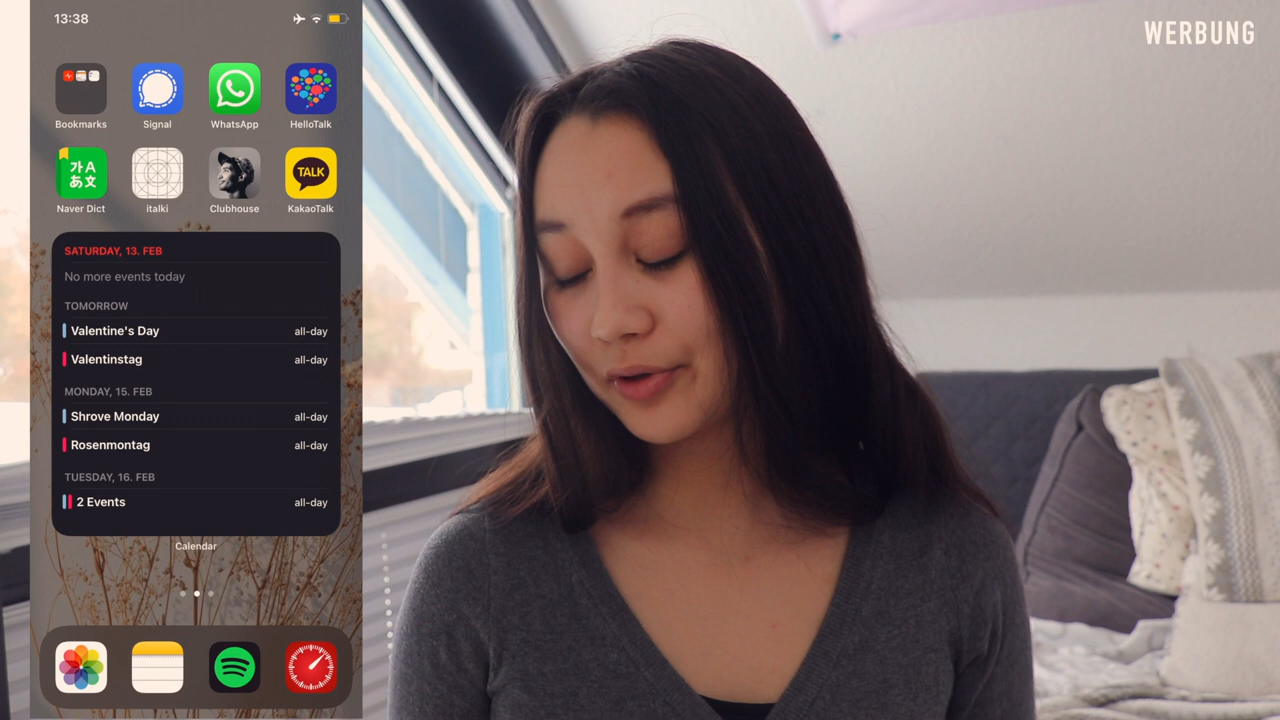 13:38
WERBUNG
Bookmarks
Signal
WhatsApp
HelloTalk
가A
あ文
TALK
Naver Dict
italki
Clubhouse
KakaoTalk
SATURDAY, 13. FEB
No more events today
TOMORROW
Valentine's Day all-day
Valentinstag all-day
MONDAY, 15. FEB
Shrove Monday all-day
Rosenmontag all-day
TUESDAY, 16. FEB
2 Events all-day
Calendar